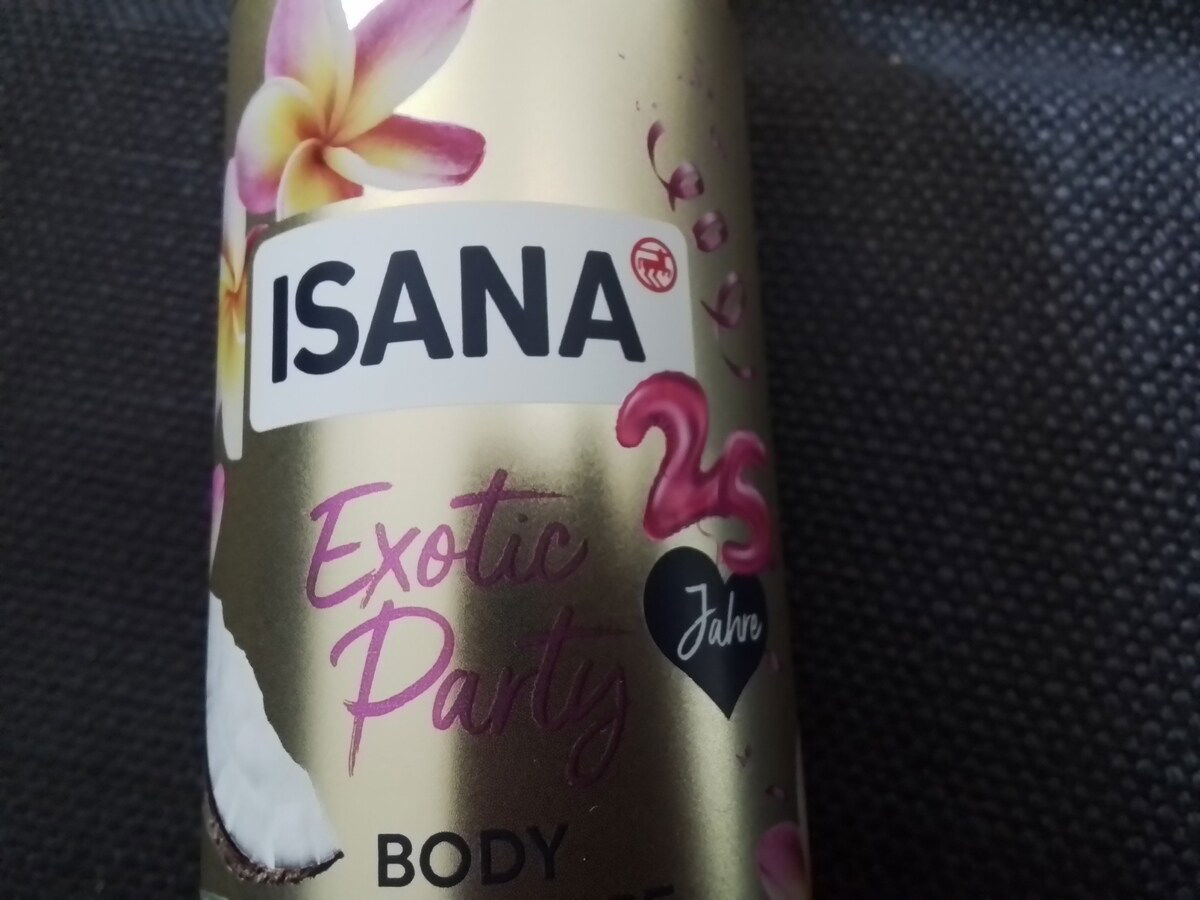 ISANA
25
Jahre
Exotic
Party
BODY